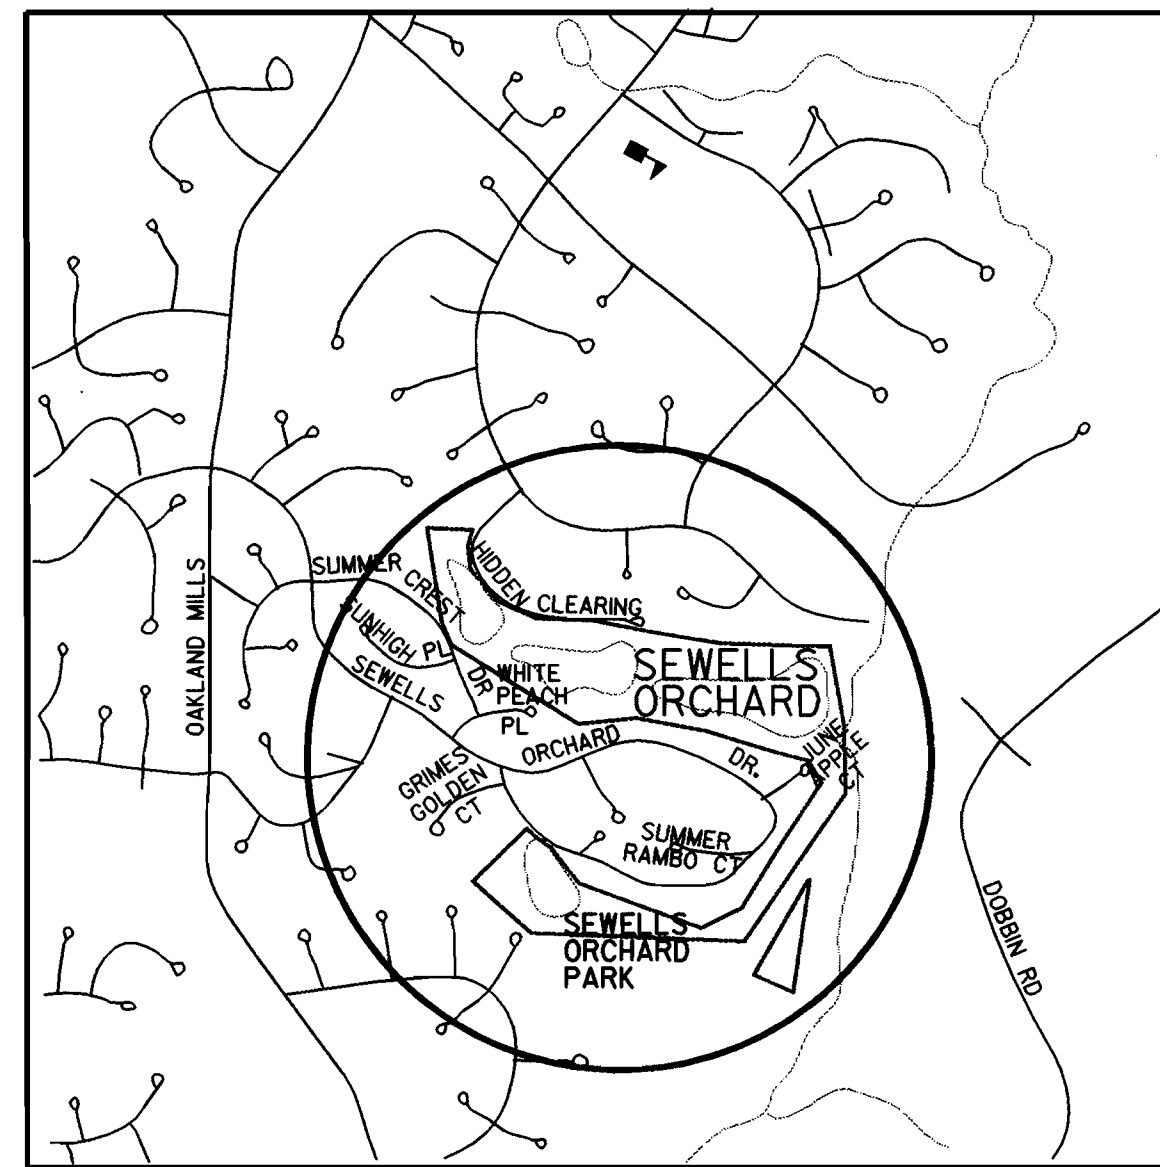 SUMMER
CREST
DR
HIDDEN
CLEARING
OAKLAND MILLS
SUNHIGH PL
SEWELLS
ORCHARD
DR.
WHITE
PEACH
PL
SEWELLS
ORCHARD
JUNE
APPLE
CT
GRIMES
GOLDEN
CT
SUMMER
RAMBO CT
SEWELLS
ORCHARD
PARK
DOBBIN RD